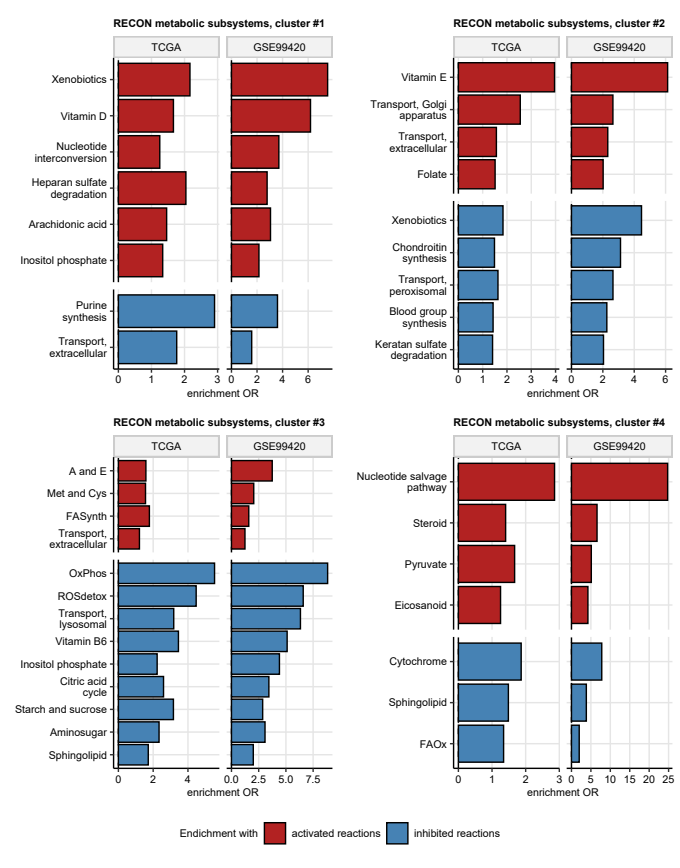 RECON metabolic subsystems, cluster #1
TCGA
GSE99420
Xenobiotics
Vitamin D
Nucleotide
interconversion
Heparan sulfate
degradation
Arachidonic acid
Inositol phosphate
Purine
synthesis
Transport,
extracellular
0 1 2 3
0 2 4 6
enrichment OR
RECON metabolic subsystems, cluster #2
TCGA
GSE99420
Vitamin E
Transport, Golgi
apparatus
Transport,
extracellular
Folate
Xenobiotics
Chondroitin
synthesis
Transport,
peroxisomal
Blood group
synthesis
Keratan sulfate
degradation
0 1 2 3 4
0 2 4 6
enrichment OR
RECON metabolic subsystems, cluster #3
TCGA
GSE99420
A and E
Met and Cys
FASynth
Transport,
extracellular
OxPhos
ROSdetox
Transport,
lysosomal
Vitamin B6
Inositol phosphate
Citric acid
cycle
Starch and sucrose
Aminosugar
Sphingolipid
0 2 4
0.0 2.5 5.0 7.5
enrichment OR
RECON metabolic subsystems, cluster #4
TCGA
GSE99420
Nucleotide salvage
pathway
Steroid
Pyruvate
Eicosanoid
Cytochrome
Sphingolipid
FAOx
0 1 2 3
0 5 10 15 20 25
enrichment OR
Endichment with activated reactions inhibited reactions